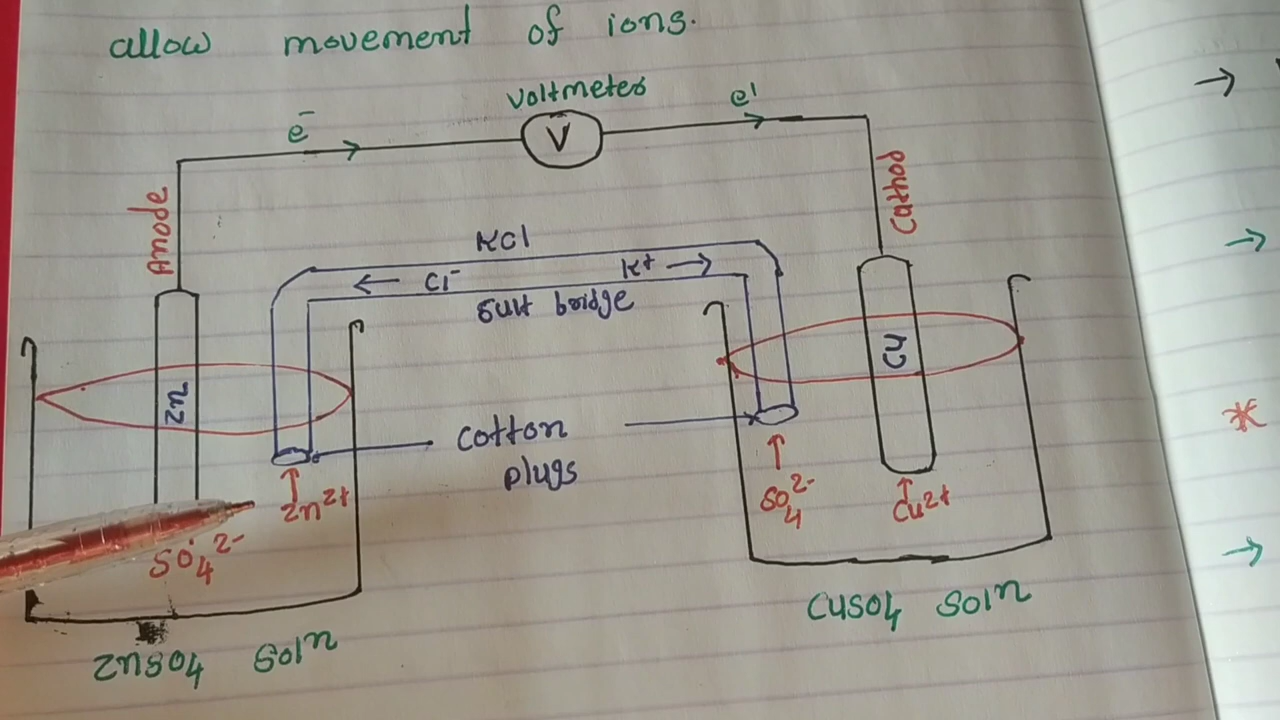 allow movement of ions.
voltmeter
e⁻
e'
V
Anode
Cathod
KCl
Cl⁻
K+
Sult bridge
Zn
Cu
cotton
plugs
Zn²⁺
SO₄²⁻
SO₄²⁻
Cu²⁺
ZnSO4 soln
CuSO4 soln